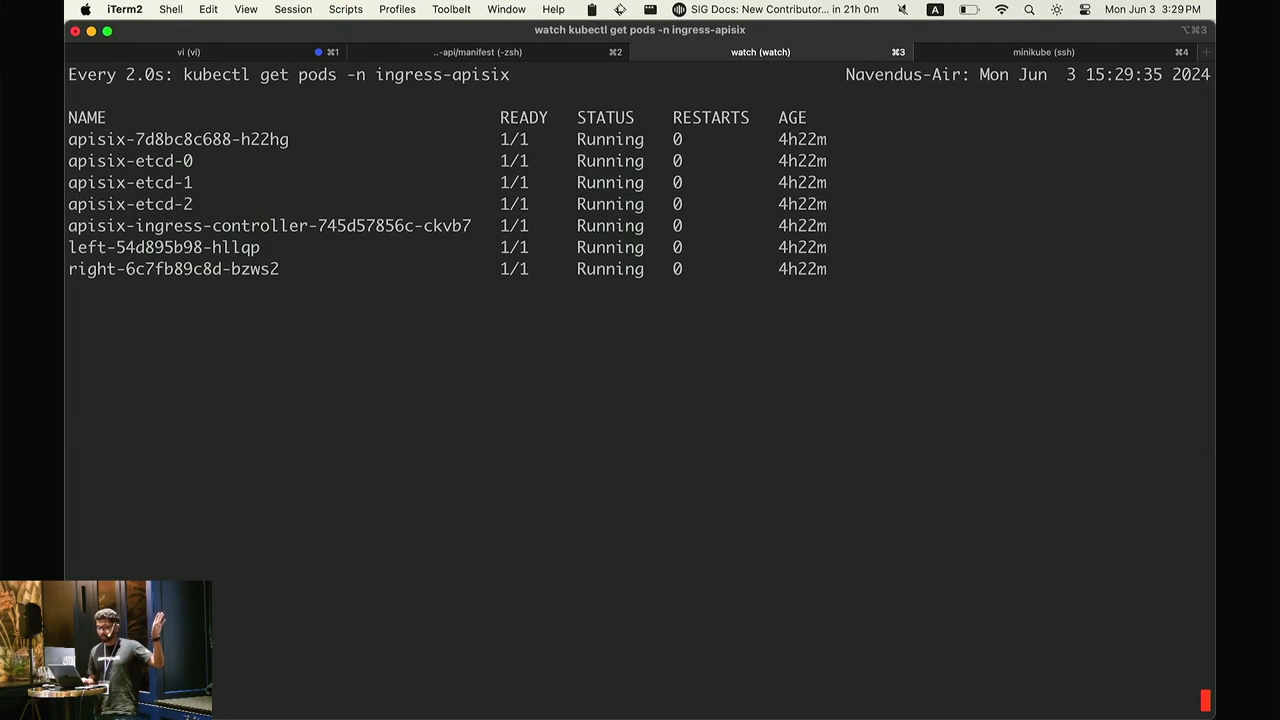 iTerm2 Shell Edit View Session Scripts Profiles Toolbelt Window Help SIG Docs: New Contributor... in 21h 0m A Mon Jun 3 3:29 PM
watch kubectl get pods -n ingress-apisix ⌥⌘3
vi (vi) ⌘1 ..-api/manifest (-zsh) ⌘2 watch (watch) ⌘3 minikube (ssh) ⌘4
Every 2.0s: kubectl get pods -n ingress-apisix Navendus-Air: Mon Jun 3 15:29:35 2024
NAME READY STATUS RESTARTS AGE
apisix-7d8bc8c688-h22hg 1/1 Running 0 4h22m
apisix-etcd-0 1/1 Running 0 4h22m
apisix-etcd-1 1/1 Running 0 4h22m
apisix-etcd-2 1/1 Running 0 4h22m
apisix-ingress-controller-745d57856c-ckvb7 1/1 Running 0 4h22m
left-54d895b98-hllqp 1/1 Running 0 4h22m
right-6c7fb89c8d-bzws2 1/1 Running 0 4h22m